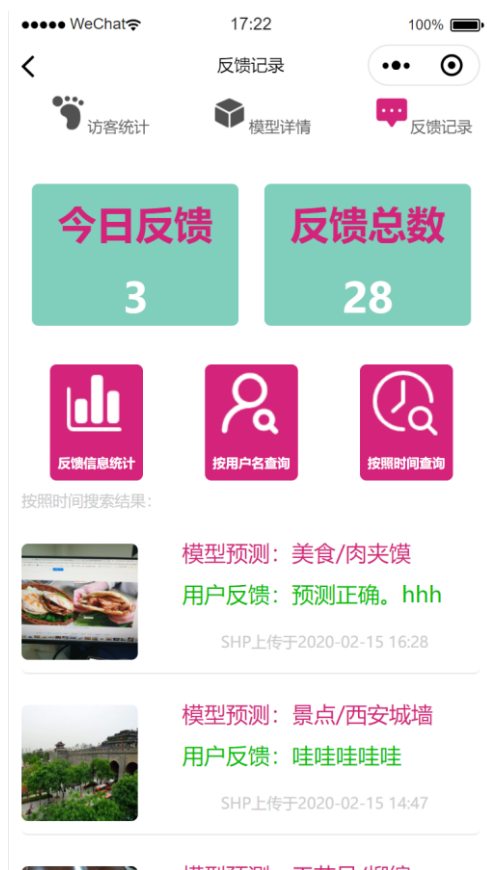 WeChat 17:22 100%
反馈记录
访客统计 模型详情 反馈记录
今日反馈 反馈总数
3 28
反馈信息统计 按用户名查询 按照时间查询
按照时间搜索结果：
模型预测：美食/肉夹馍
用户反馈：预测正确。hhh
SHP上传于2020-02-15 16:28
模型预测：景点/西安城墙
用户反馈：哇哇哇哇哇
SHP上传于2020-02-15 14:47